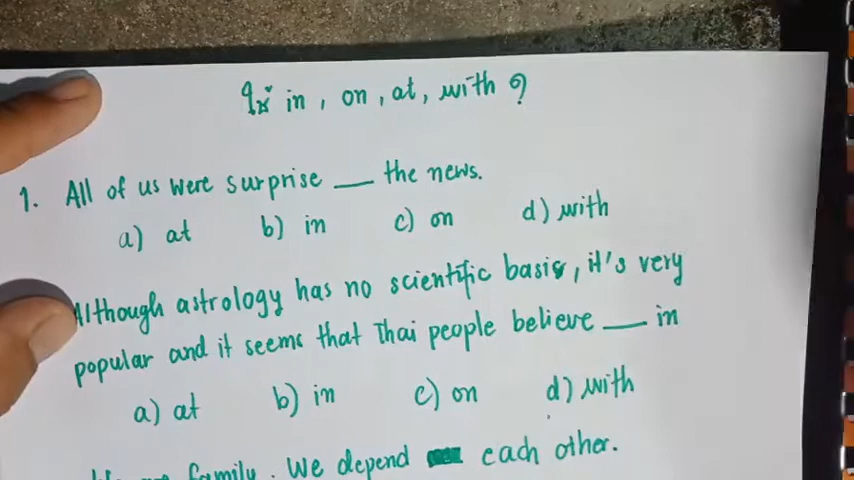 ใช้ in, on, at, with ?
1. All of us were surprise ___ the news.
a) at b) in c) on d) with
Although astrology has no scientific basis, it's very
popular and it seems that Thai people believe ___ in
a) at b) in c) on d) with
family. We depend each other.